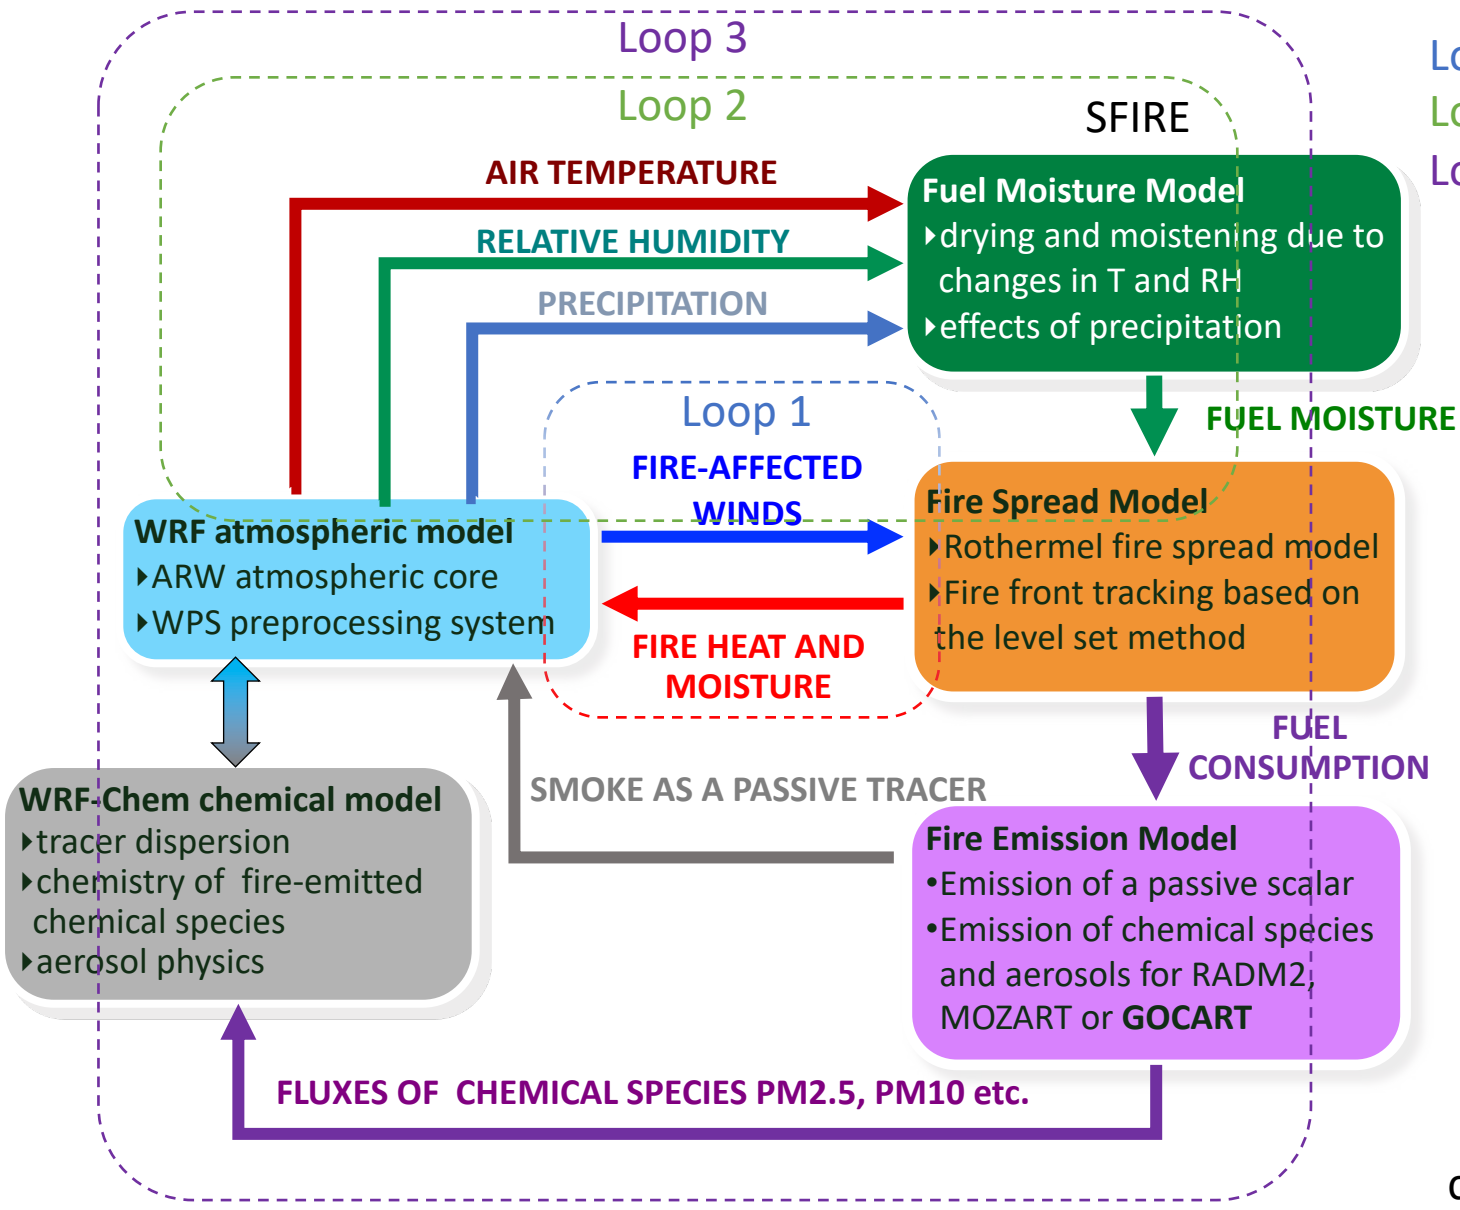 Loop 3
Loop 2
SFIRE
AIR TEMPERATURE
RELATIVE HUMIDITY
PRECIPITATION
Fuel Moisture Model
‣drying and moistening due to
changes in T and RH
‣effects of precipitation
FUEL MOISTURE
Loop 1
FIRE-AFFECTED
WINDS
WRF atmospheric model
‣ARW atmospheric core
‣WPS preprocessing system
Fire Spread Model
‣Rothermel fire spread model
‣Fire front tracking based on
the level set method
FIRE HEAT AND
MOISTURE
FUEL
CONSUMPTION
SMOKE AS A PASSIVE TRACER
WRF-Chem chemical model
‣tracer dispersion
‣chemistry of fire-emitted
chemical species
‣aerosol physics
Fire Emission Model
•Emission of a passive scalar
•Emission of chemical species
and aerosols for RADM2,
MOZART or GOCART
FLUXES OF CHEMICAL SPECIES PM2.5, PM10 etc.